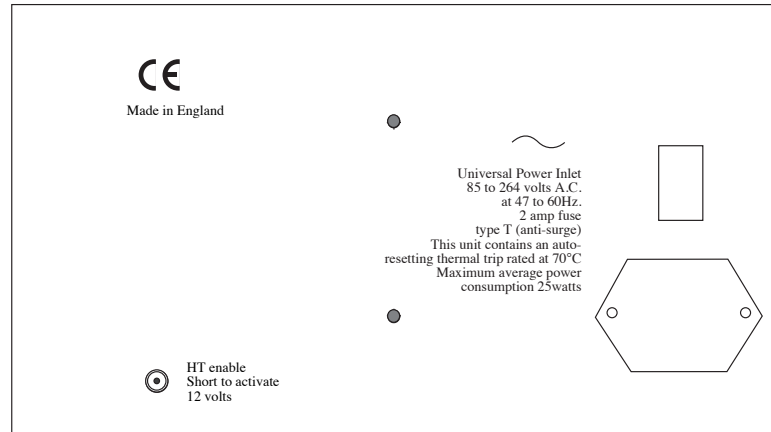 CE
Made in England
Universal Power Inlet
85 to 264 volts A.C.
at 47 to 60Hz.
2 amp fuse
type T (anti-surge)
This unit contains an auto-
resetting thermal trip rated at 70°C
Maximum average power
consumption 25watts
HT enable
Short to activate
12 volts